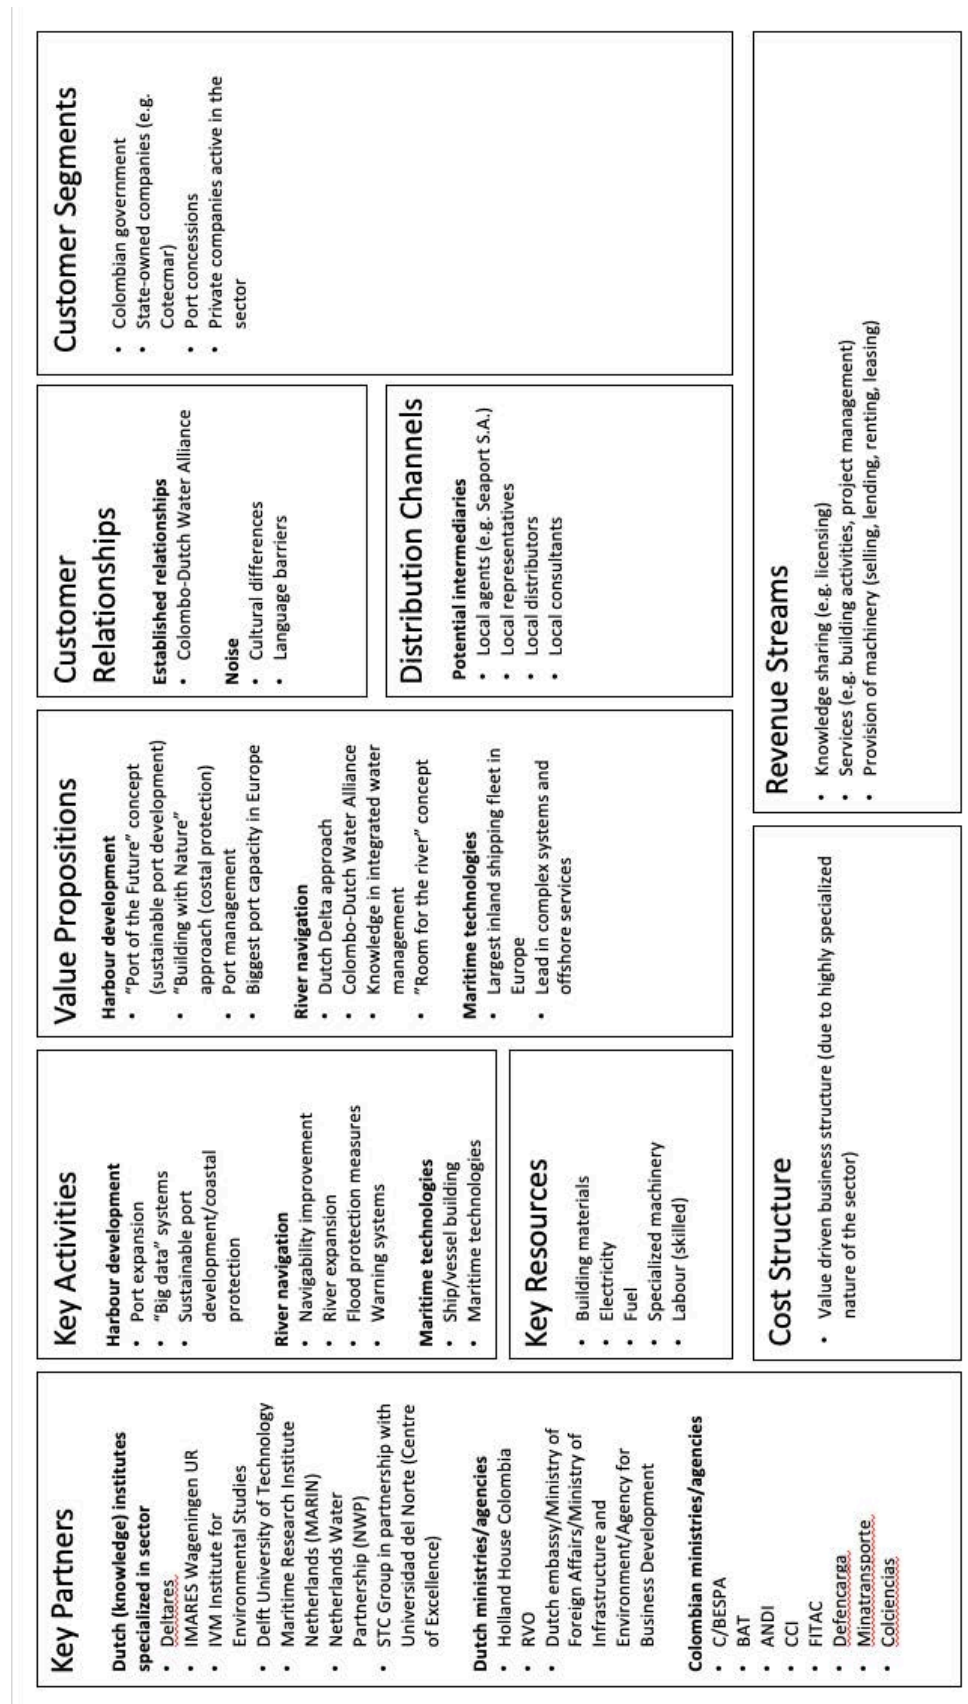 Key Partners
Dutch (knowledge) institutes
specialized in sector
• Deltares
• IMARES Wageningen UR
• IVM Institute for
Environmental Studies
• Delft University of Technology
• Maritime Research Institute
Netherlands (MARIN)
• Netherlands Water
Partnership (NWP)
• STC Group in partnership with
Universidad del Norte (Centre
of Excellence)
Dutch ministries/agencies
• Holland House Colombia
• RVO
• Dutch embassy/Ministry of
Foreign Affairs/Ministry of
Infrastructure and
Environment/Agency for
Business Development
Colombian ministries/agencies
• C/BESPA
• BAT
• ANDI
• CCI
• FITAC
• Defencarga
• Minatransporte
• Colciencias
Key Activities
Harbour development
• Port expansion
• "Big data" systems
• Sustainable port
development/coastal
protection
River navigation
• Navigability improvement
• River expansion
• Flood protection measures
• Warning systems
Maritime technologies
• Ship/vessel building
• Maritime technologies
Key Resources
• Building materials
• Electricity
• Fuel
• Specialized machinery
• Labour (skilled)
Value Propositions
Harbour development
• "Port of the Future" concept
(sustainable port development)
• "Building with Nature"
approach (costal protection)
• Port management
• Biggest port capacity in Europe
River navigation
• Dutch Delta approach
• Colombo-Dutch Water Alliance
• Knowledge in integrated water
management
• "Room for the river" concept
Maritime technologies
• Largest inland shipping fleet in
Europe
• Lead in complex systems and
offshore services
Customer
Relationships
Established relationships
• Colombo-Dutch Water Alliance
Noise
• Cultural differences
• Language barriers
Distribution Channels
Potential intermediaries
• Local agents (e.g. Seaport S.A.)
• Local representatives
• Local distributors
• Local consultants
Customer Segments
• Colombian government
• State-owned companies (e.g.
Cotecmar)
• Port concessions
• Private companies active in the
sector
Cost Structure
• Value driven business structure (due to highly specialized
nature of the sector)
Revenue Streams
• Knowledge sharing (e.g. licensing)
• Services (e.g. building activities, project management)
• Provision of machinery (selling, lending, renting, leasing)